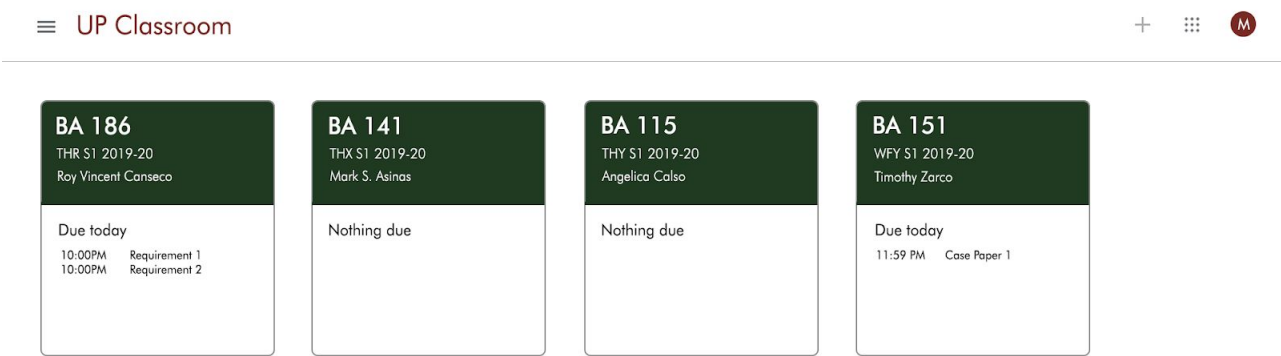 UP Classroom
M
BA 186
THR S1 2019-20
Roy Vincent Canseco
Due today
10:00PM Requirement 1
10:00PM Requirement 2
BA 141
THX S1 2019-20
Mark S. Asinas
Nothing due
BA 115
THY S1 2019-20
Angelica Calso
Nothing due
BA 151
WFY S1 2019-20
Timothy Zarco
Due today
11:59 PM Case Paper 1